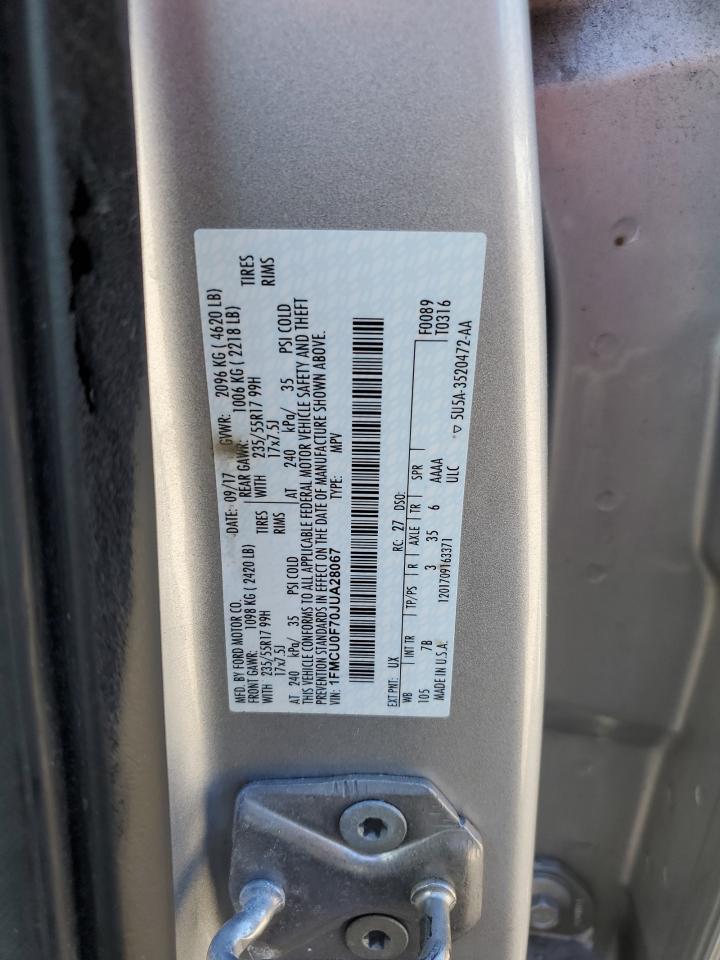 MFD. BY FORD MOTOR CO. DATE: 09/17 GVWR: 2096 KG ( 4620 LB)
FRONT GAWR: 1098 KG ( 2420 LB) REAR GAWR: 1006 KG ( 2218 LB)
WITH 235/55R17 99H TIRES WITH 235/55R17 99H TIRES
17x7.5J RIMS 17x7.5J RIMS
AT 240 kPa/ 35 PSI COLD AT 240 kPa/ 35 PSI COLD
THIS VEHICLE CONFORMS TO ALL APPLICABLE FEDERAL MOTOR VEHICLE SAFETY AND THEFT
PREVENTION STANDARDS IN EFFECT ON THE DATE OF MANUFACTURE SHOWN ABOVE.
VIN: 1FMCU0F70JUA28067 TYPE: MPV
EXT PNT: UX RC: 27 DSO: F0089
WB INT TR TP/PS R AXLE TR SPR T0316
105 7B 3 35 6 AAAA
ULC
MADE IN U.S.A. 1201709163371 ▽ 5U5A-3520472-AA